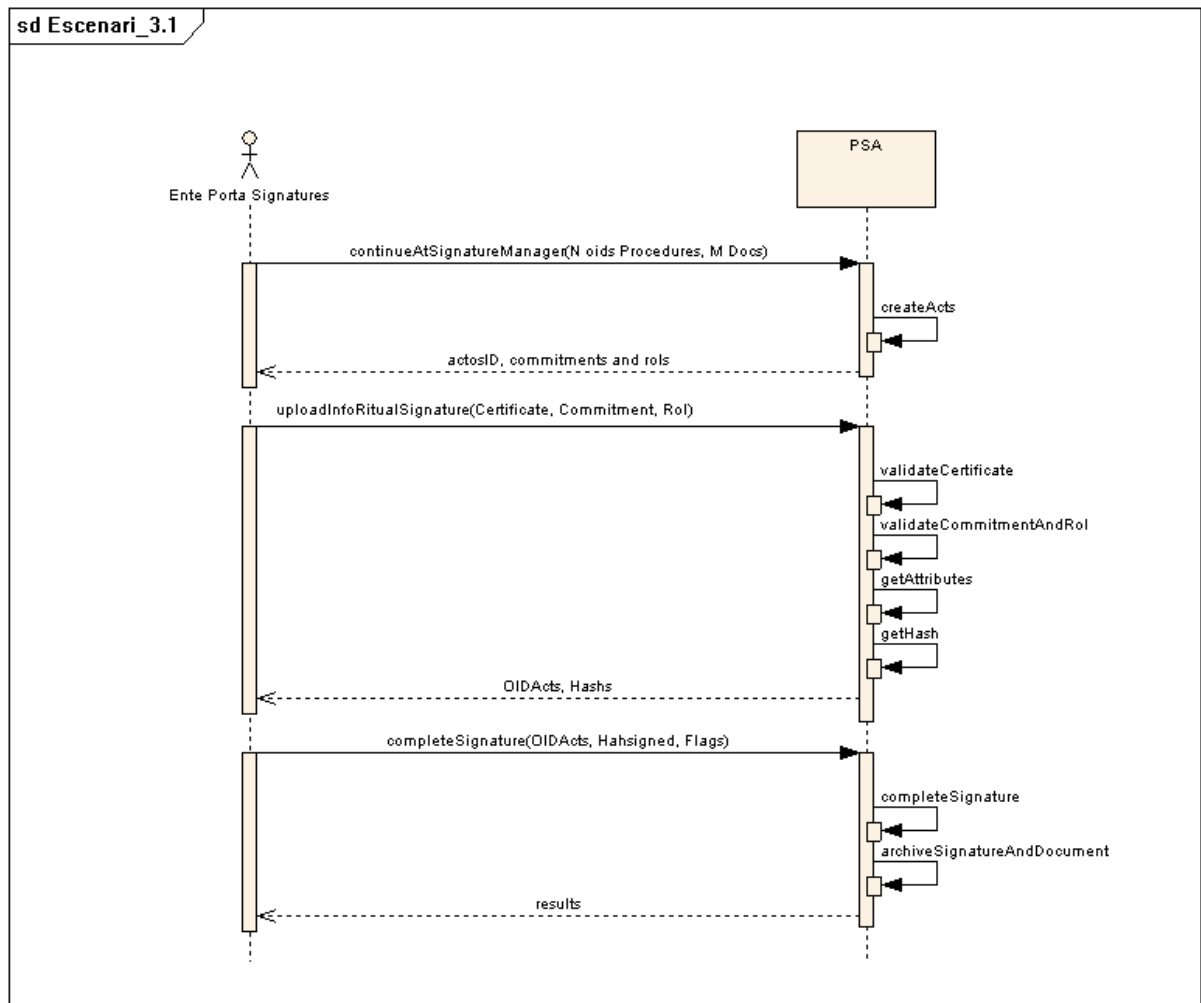 sd Escenari_3.1
PSA
Ente Porta Signatures
continueAtSignatureManager(N oids Procedures, M Docs)
createActs
actosID, commitments and rols
uploadInfoRitualSignature(Certificate, Commitment, Rol)
validateCertificate
validateCommitmentAndRol
getAttributes
getHash
OIDActs, Hashs
completeSignature(OIDActs, Hahsigned, Flags)
completeSignature
archiveSignatureAndDocument
results